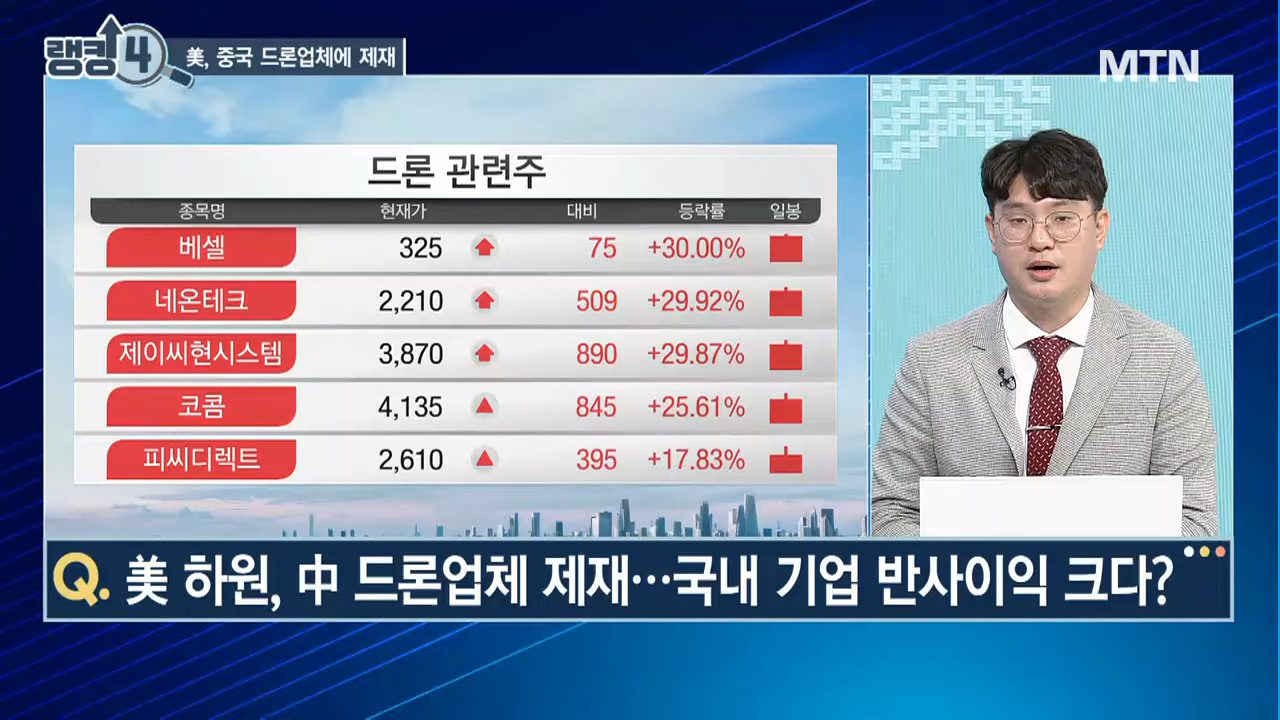 랭킹4
美, 중국 드론업체에 제재
MTN
드론 관련주
종목명 현재가 대비 등락률 일봉
베셀 325 75 +30.00%
네온테크 2,210 509 +29.92%
제이씨현시스템 3,870 890 +29.87%
코콤 4,135 845 +25.61%
피씨디렉트 2,610 395 +17.83%
Q. 美 하원, 中 드론업체 제재…국내 기업 반사이익 크다?